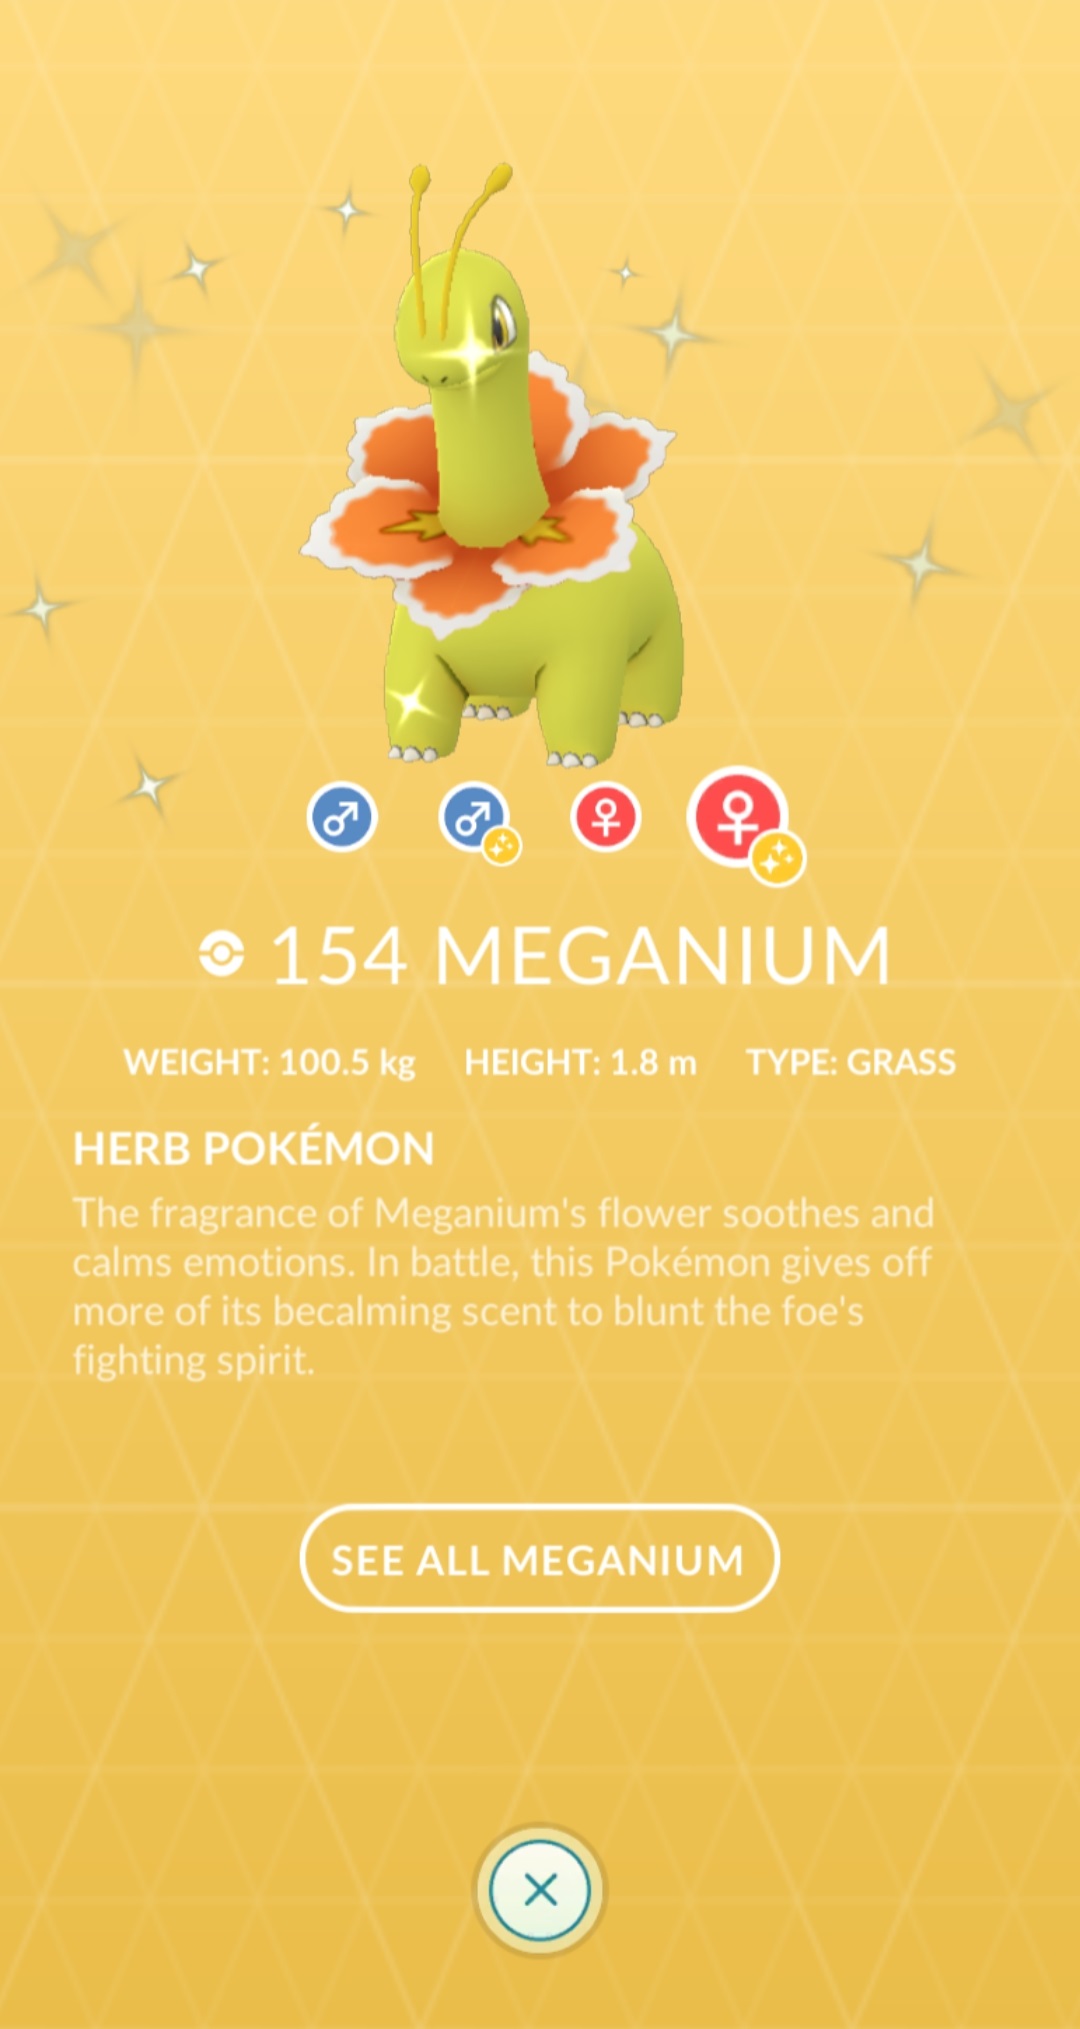 154 MEGANIUM
WEIGHT: 100.5 kg HEIGHT: 1.8 m TYPE: GRASS
HERB POKÉMON
The fragrance of Meganium's flower soothes and
calms emotions. In battle, this Pokémon gives off
more of its becalming scent to blunt the foe's
fighting spirit.
SEE ALL MEGANIUM